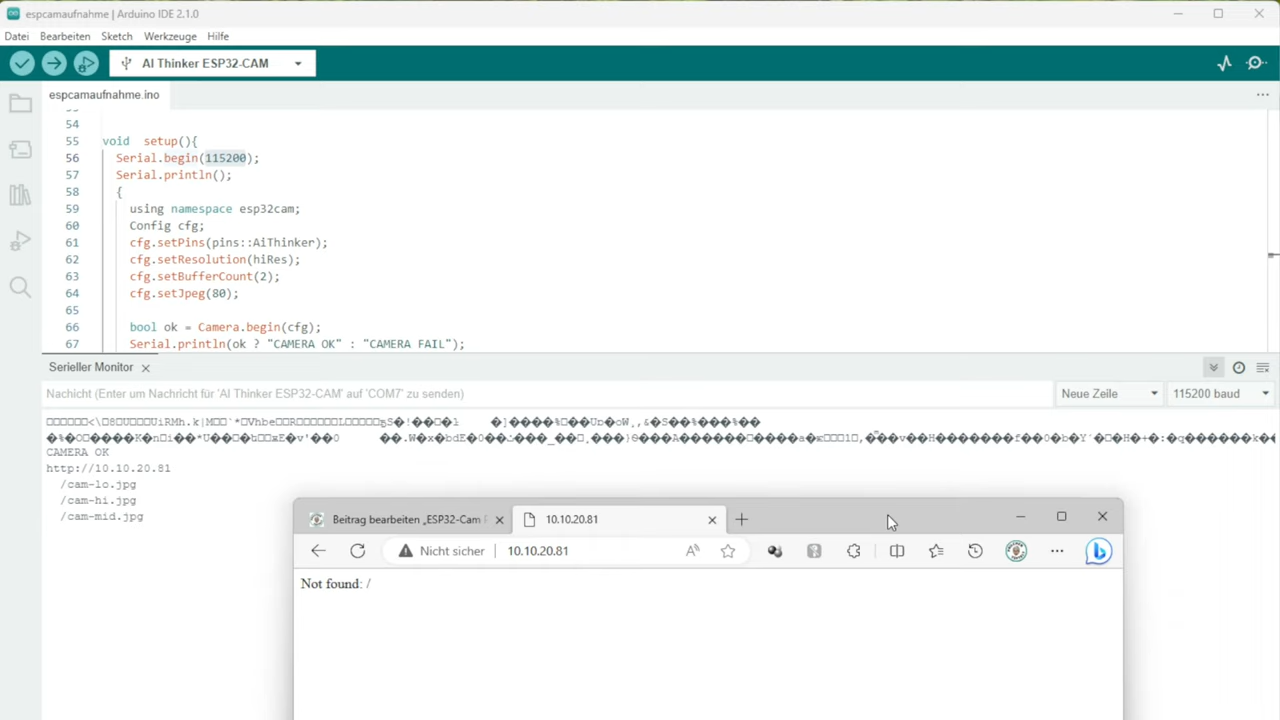 espcamaufnahme | Arduino IDE 2.1.0
Datei Bearbeiten Sketch Werkzeuge Hilfe
AI Thinker ESP32-CAM
espcamaufnahme.ino
54
55 void setup(){
56 Serial.begin(115200);
57 Serial.println();
58 {
59 using namespace esp32cam;
60 Config cfg;
61 cfg.setPins(pins::AiThinker);
62 cfg.setResolution(hiRes);
63 cfg.setBufferCount(2);
64 cfg.setJpeg(80);
65
66 bool ok = Camera.begin(cfg);
67 Serial.println(ok ? "CAMERA OK" : "CAMERA FAIL");
Serieller Monitor
Nachicht (Enter um Nachricht für 'AI Thinker ESP32-CAM' auf 'COM7' zu senden)
Neue Zeile
115200 baud
CAMERA OK
http://10.10.20.81
/cam-lo.jpg
/cam-hi.jpg
/cam-mid.jpg
Beitrag bearbeiten „ESP32-Cam
10.10.20.81
Nicht sicher 10.10.20.81
Not found: /